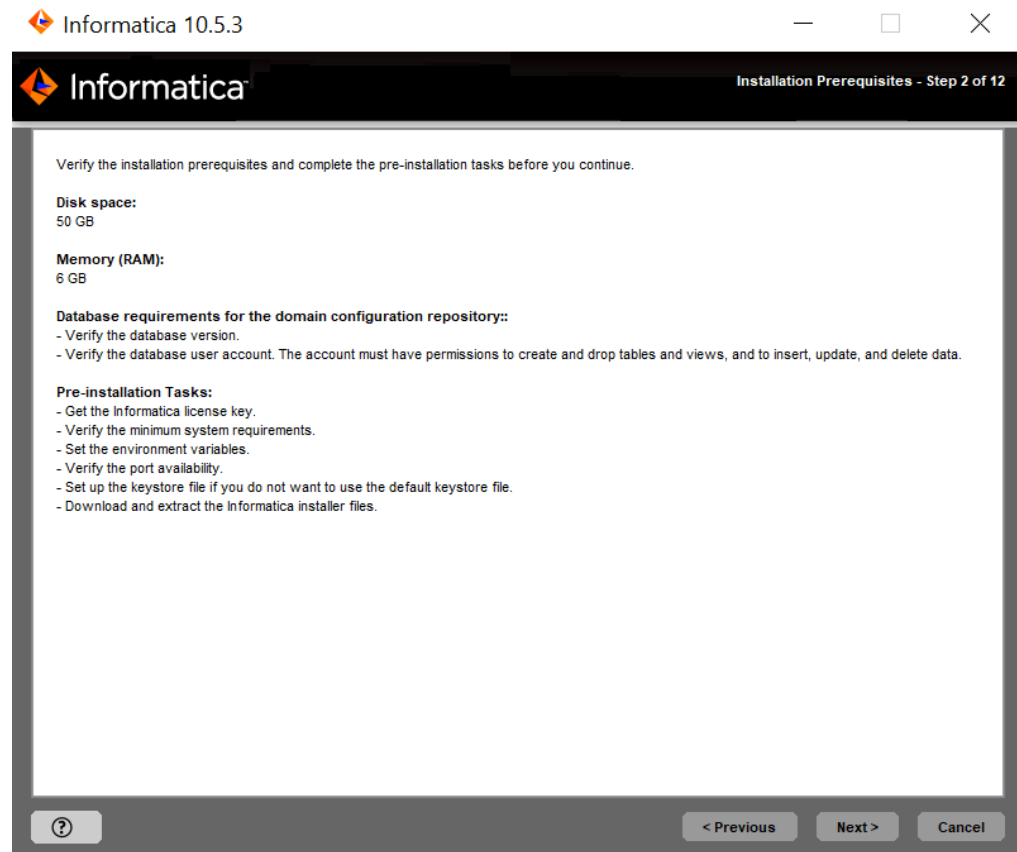 Informatica 10.5.3
Informatica
Installation Prerequisites - Step 2 of 12
Verify the installation prerequisites and complete the pre-installation tasks before you continue.
Disk space:
50 GB
Memory (RAM):
6 GB
Database requirements for the domain configuration repository::
- Verify the database version.
- Verify the database user account. The account must have permissions to create and drop tables and views, and to insert, update, and delete data.
Pre-installation Tasks:
- Get the Informatica license key.
- Verify the minimum system requirements.
- Set the environment variables.
- Verify the port availability.
- Set up the keystore file if you do not want to use the default keystore file.
- Download and extract the Informatica installer files.
?
< Previous
Next >
Cancel